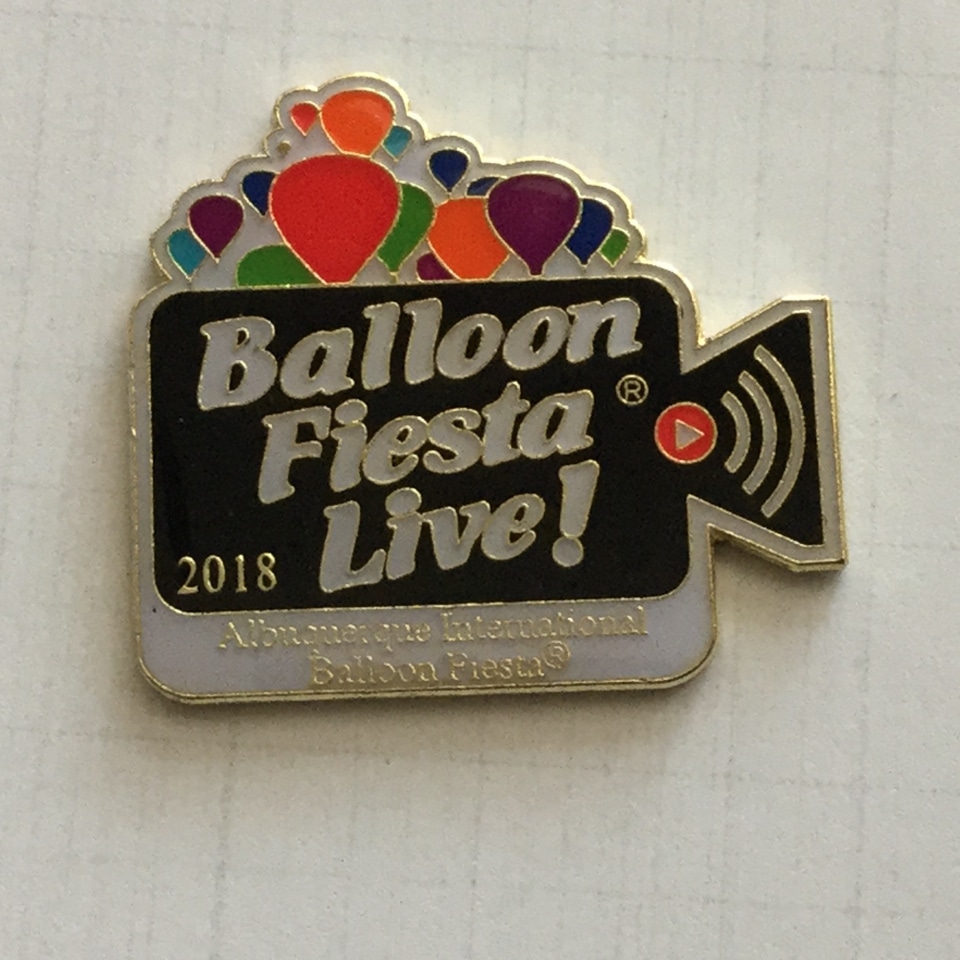 Balloon
Fiesta ®
Live!
2018
Albuquerque International
Balloon Fiesta®